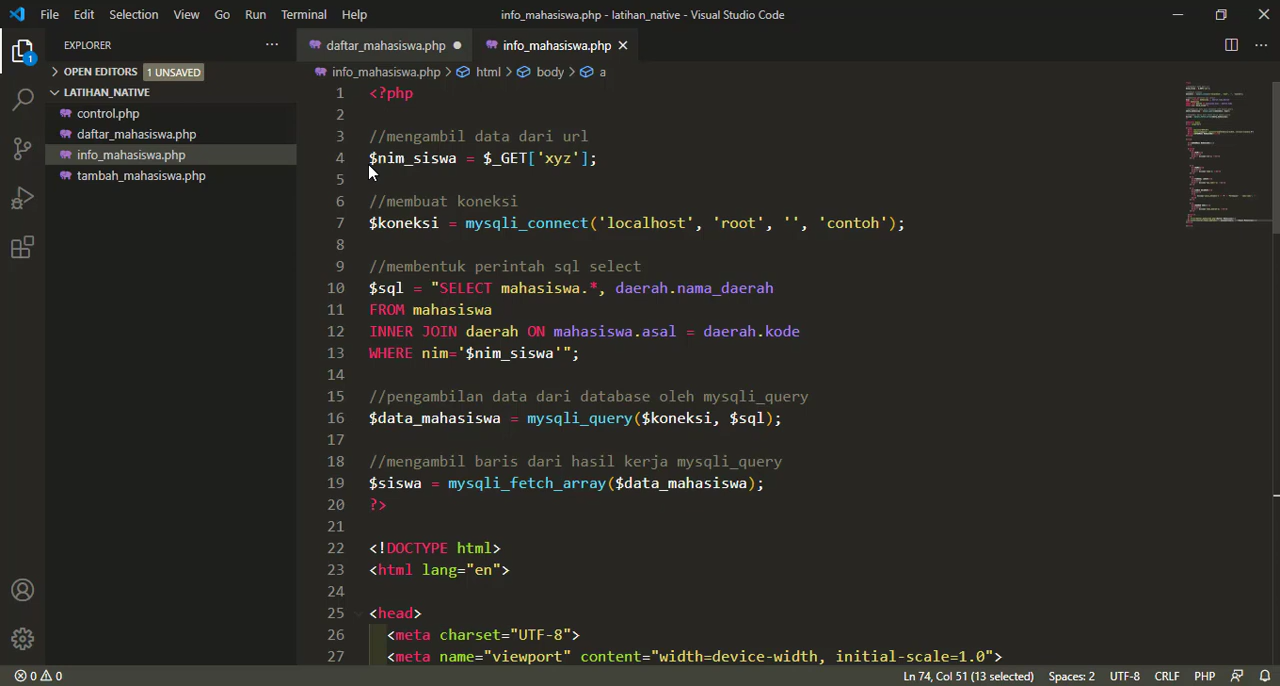 File Edit Selection View Go Run Terminal Help info_mahasiswa.php - latihan_native - Visual Studio Code
EXPLORER
daftar_mahasiswa.php
info_mahasiswa.php
1
OPEN EDITORS 1 UNSAVED
LATIHAN_NATIVE
control.php
daftar_mahasiswa.php
info_mahasiswa.php
tambah_mahasiswa.php
info_mahasiswa.php > html > body > a
1 <?php
2
3 //mengambil data dari url
4 $nim_siswa = $_GET['xyz'];
5
6 //membuat koneksi
7 $koneksi = mysqli_connect('localhost', 'root', '', 'contoh');
8
9 //membentuk perintah sql select
10 $sql = "SELECT mahasiswa.*, daerah.nama_daerah
11 FROM mahasiswa
12 INNER JOIN daerah ON mahasiswa.asal = daerah.kode
13 WHERE nim='$nim_siswa'";
14
15 //pengambilan data dari database oleh mysqli_query
16 $data_mahasiswa = mysqli_query($koneksi, $sql);
17
18 //mengambil baris dari hasil kerja mysqli_query
19 $siswa = mysqli_fetch_array($data_mahasiswa);
20 ?>
21
22 <!DOCTYPE html>
23 <html lang="en">
24
25 <head>
26 <meta charset="UTF-8">
27 <meta name="viewport" content="width=device-width, initial-scale=1.0">
0 0 Ln 74, Col 51 (13 selected) Spaces: 2 UTF-8 CRLF PHP